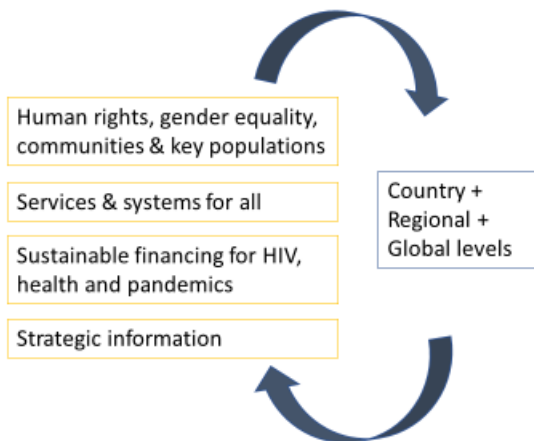 Human rights, gender equality,
communities & key populations
Services & systems for all
Sustainable financing for HIV,
health and pandemics
Strategic information
Country +
Regional +
Global levels